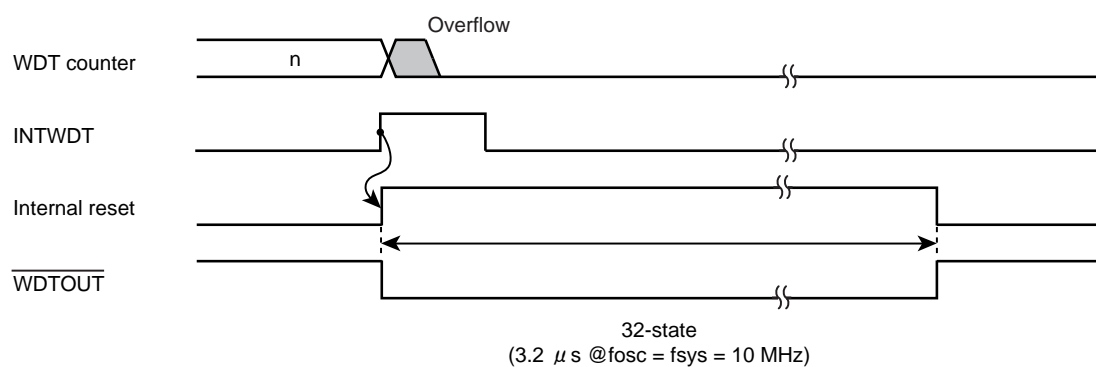 Overflow
WDT counter
n
INTWDT
Internal reset
WDTOUT
32-state
(3.2 μs @fosc = fsys = 10 MHz)